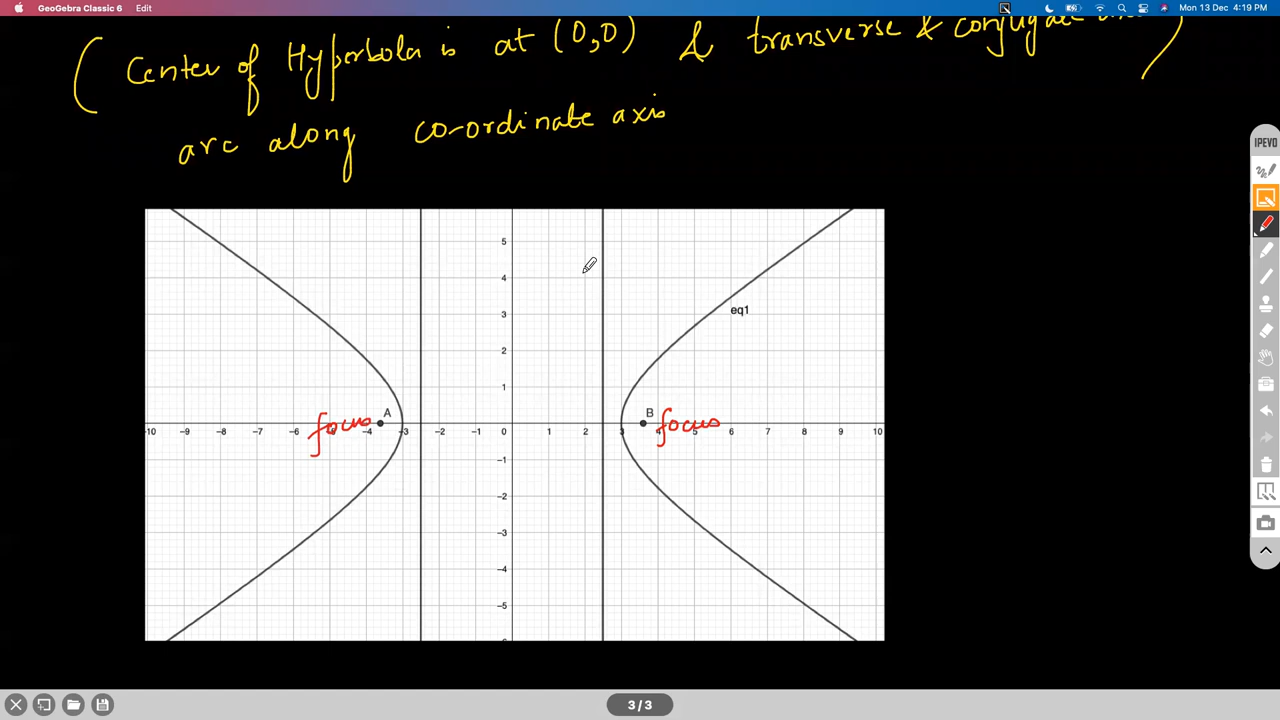 GeoGebra Classic 6 Edit Mon 13 Dec 4:19 PM
( Center of Hyperbola is at (0,0) & transverse & conjugate )
are along co-ordinate axis
IPEVO
5
4
eq1
3
2
1
focus A B focus
-10 -9 -8 -7 -6 -5 -4 -3 -2 -1 0 1 2 3 4 5 6 7 8 9 10
-1
-2
-3
-4
-5
3 / 3